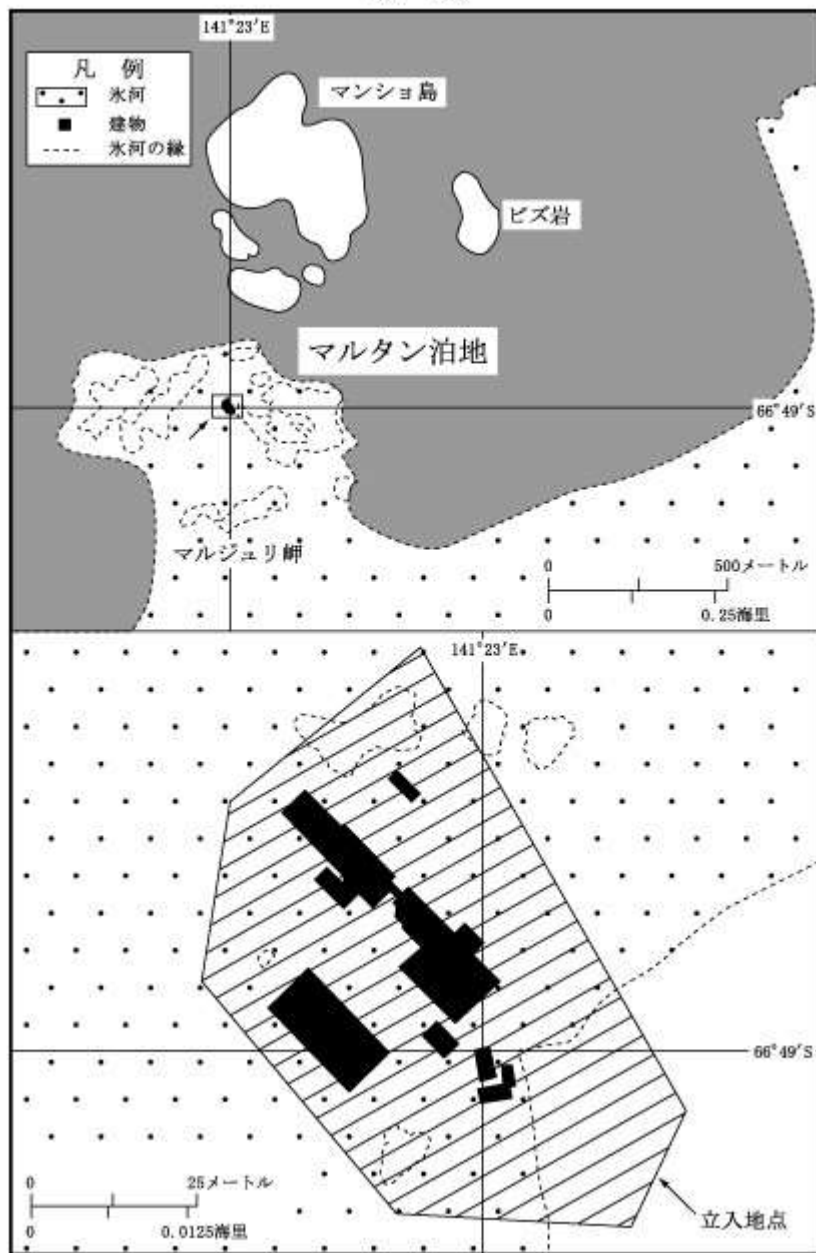 141°23′E
凡 例
氷河
建物
氷河の縁
マンショ島
ビズ岩
マルタン泊地
66°49′S
マルジュリ岬
0 500メートル
0 0.25海里
141°23′E
66°49′S
0 25メートル
0 0.0125海里
立入地点